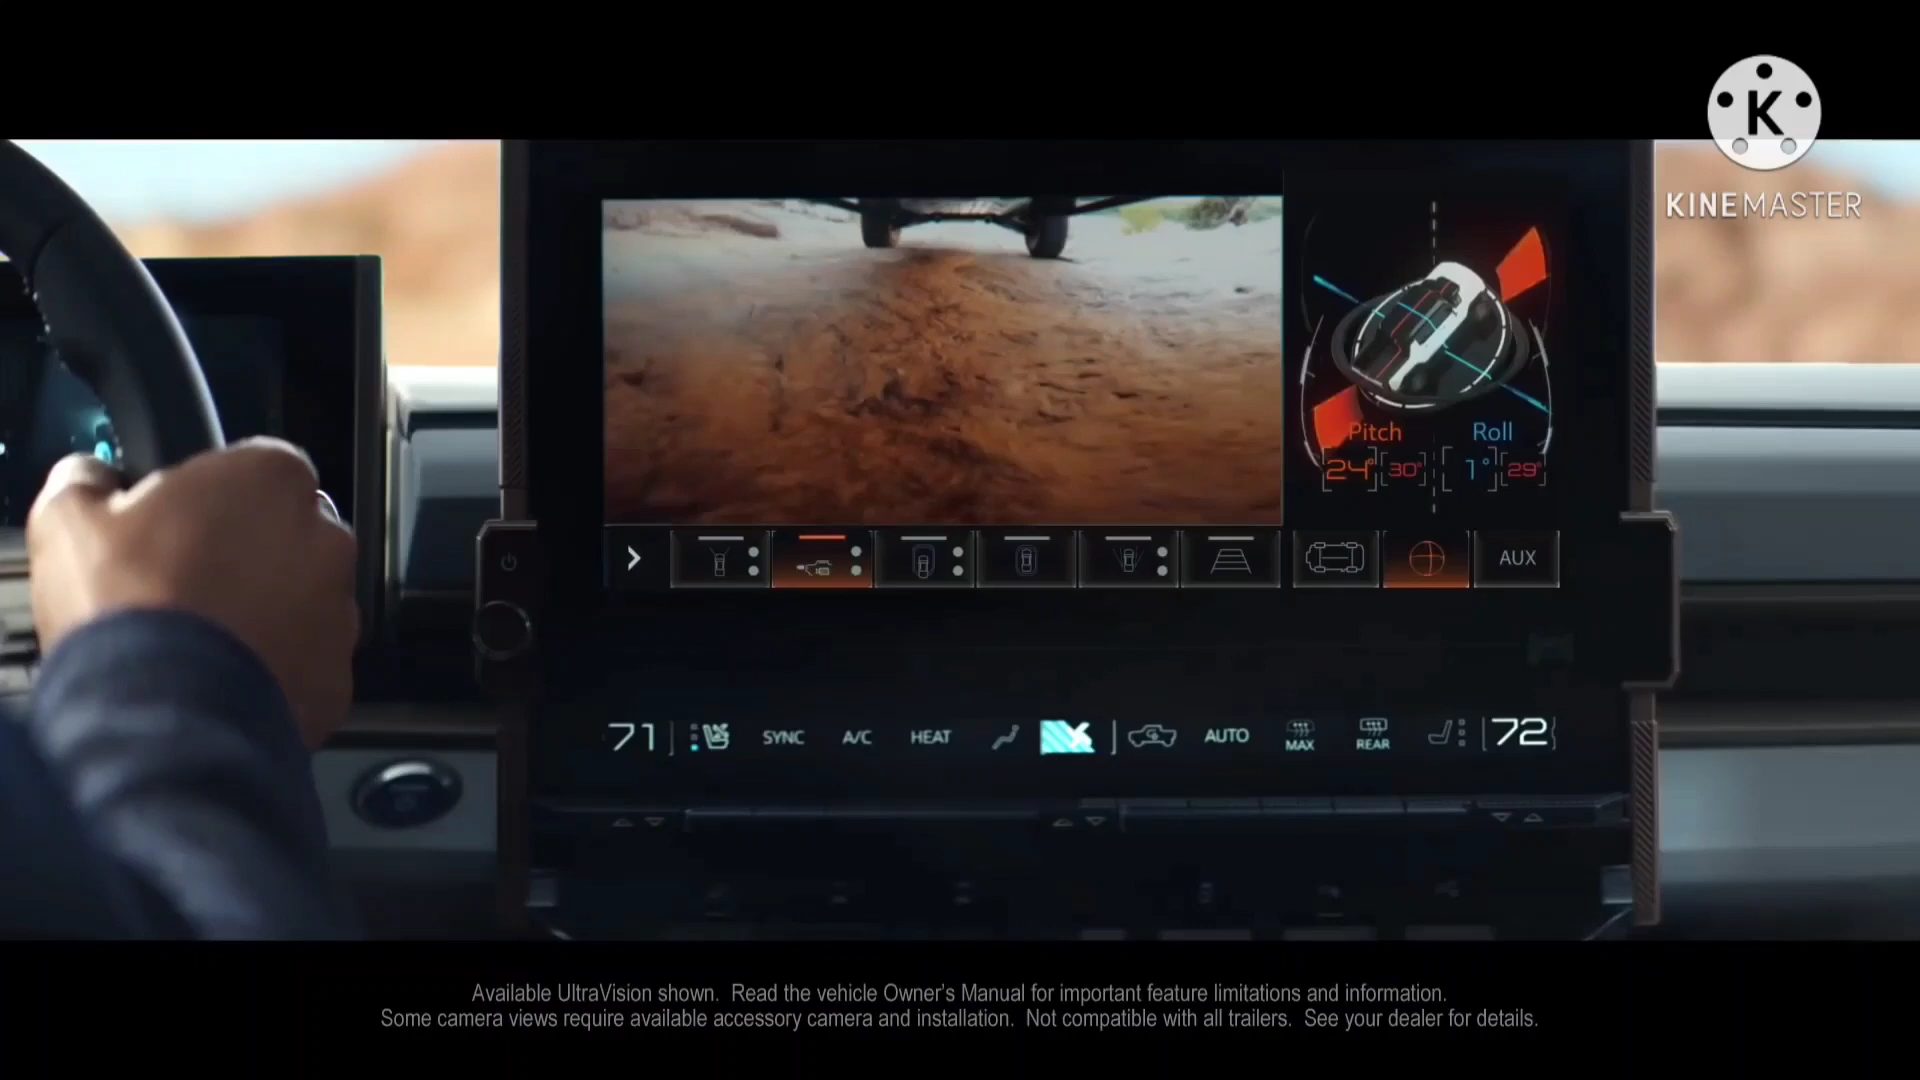 K
KINEMASTER
Pitch Roll
24° 30° 1° 29°
AUX
71 SYNC A/C HEAT AUTO MAX REAR 72
Available UltraVision shown. Read the vehicle Owner's Manual for important feature limitations and information.
Some camera views require available accessory camera and installation. Not compatible with all trailers. See your dealer for details.